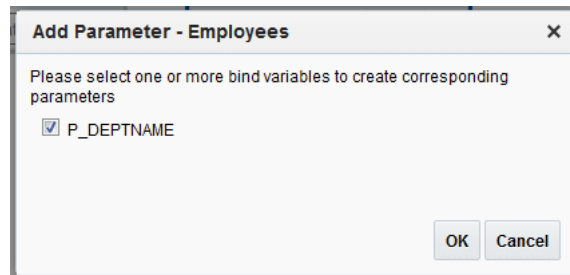 Add Parameter - Employees
Please select one or more bind variables to create corresponding
parameters
P_DEPTNAME
OK Cancel